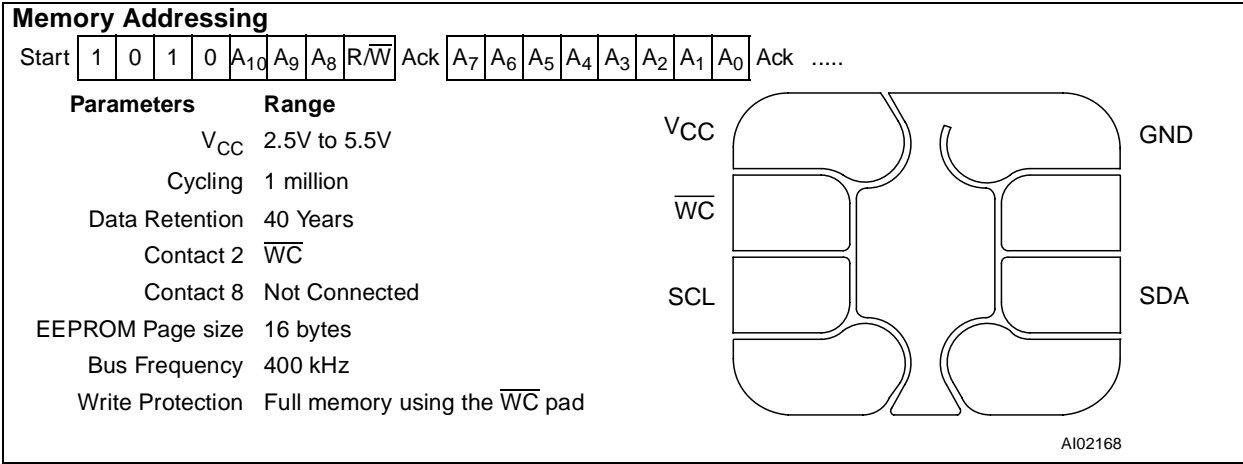 Memory Addressing
Start 1 0 1 0 A10 A9 A8 R/W̅ Ack A7 A6 A5 A4 A3 A2 A1 A0 Ack .....
Parameters Range
VCC 2.5V to 5.5V
Cycling 1 million
Data Retention 40 Years
Contact 2 W̅C̅
Contact 8 Not Connected
EEPROM Page size 16 bytes
Bus Frequency 400 kHz
Write Protection Full memory using the W̅C̅ pad
VCC GND
W̅C̅
SCL SDA
AI02168